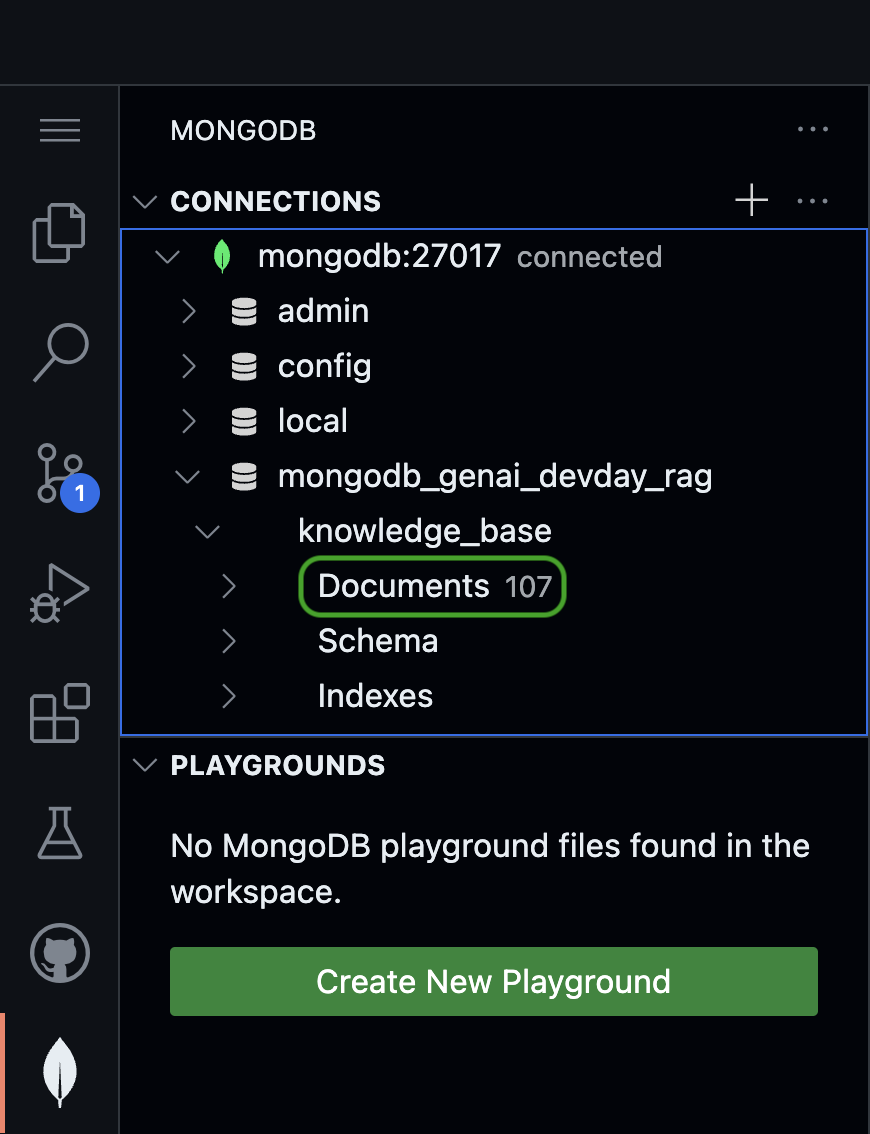 MONGODB
CONNECTIONS
mongodb:27017 connected
admin
config
local
1
mongodb_genai_devday_rag
knowledge_base
Documents 107
Schema
Indexes
PLAYGROUNDS
No MongoDB playground files found in the
workspace.
Create New Playground